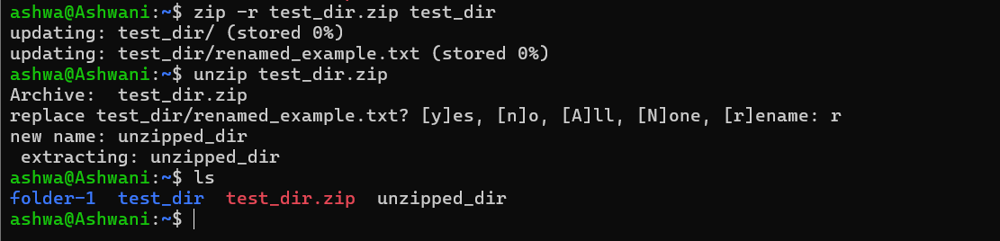 ashwa@Ashwani:~$ zip -r test_dir.zip test_dir
updating: test_dir/ (stored 0%)
updating: test_dir/renamed_example.txt (stored 0%)
ashwa@Ashwani:~$ unzip test_dir.zip
Archive:  test_dir.zip
replace test_dir/renamed_example.txt? [y]es, [n]o, [A]ll, [N]one, [r]ename: r
new name: unzipped_dir
 extracting: unzipped_dir
ashwa@Ashwani:~$ ls
folder-1  test_dir  test_dir.zip  unzipped_dir
ashwa@Ashwani:~$